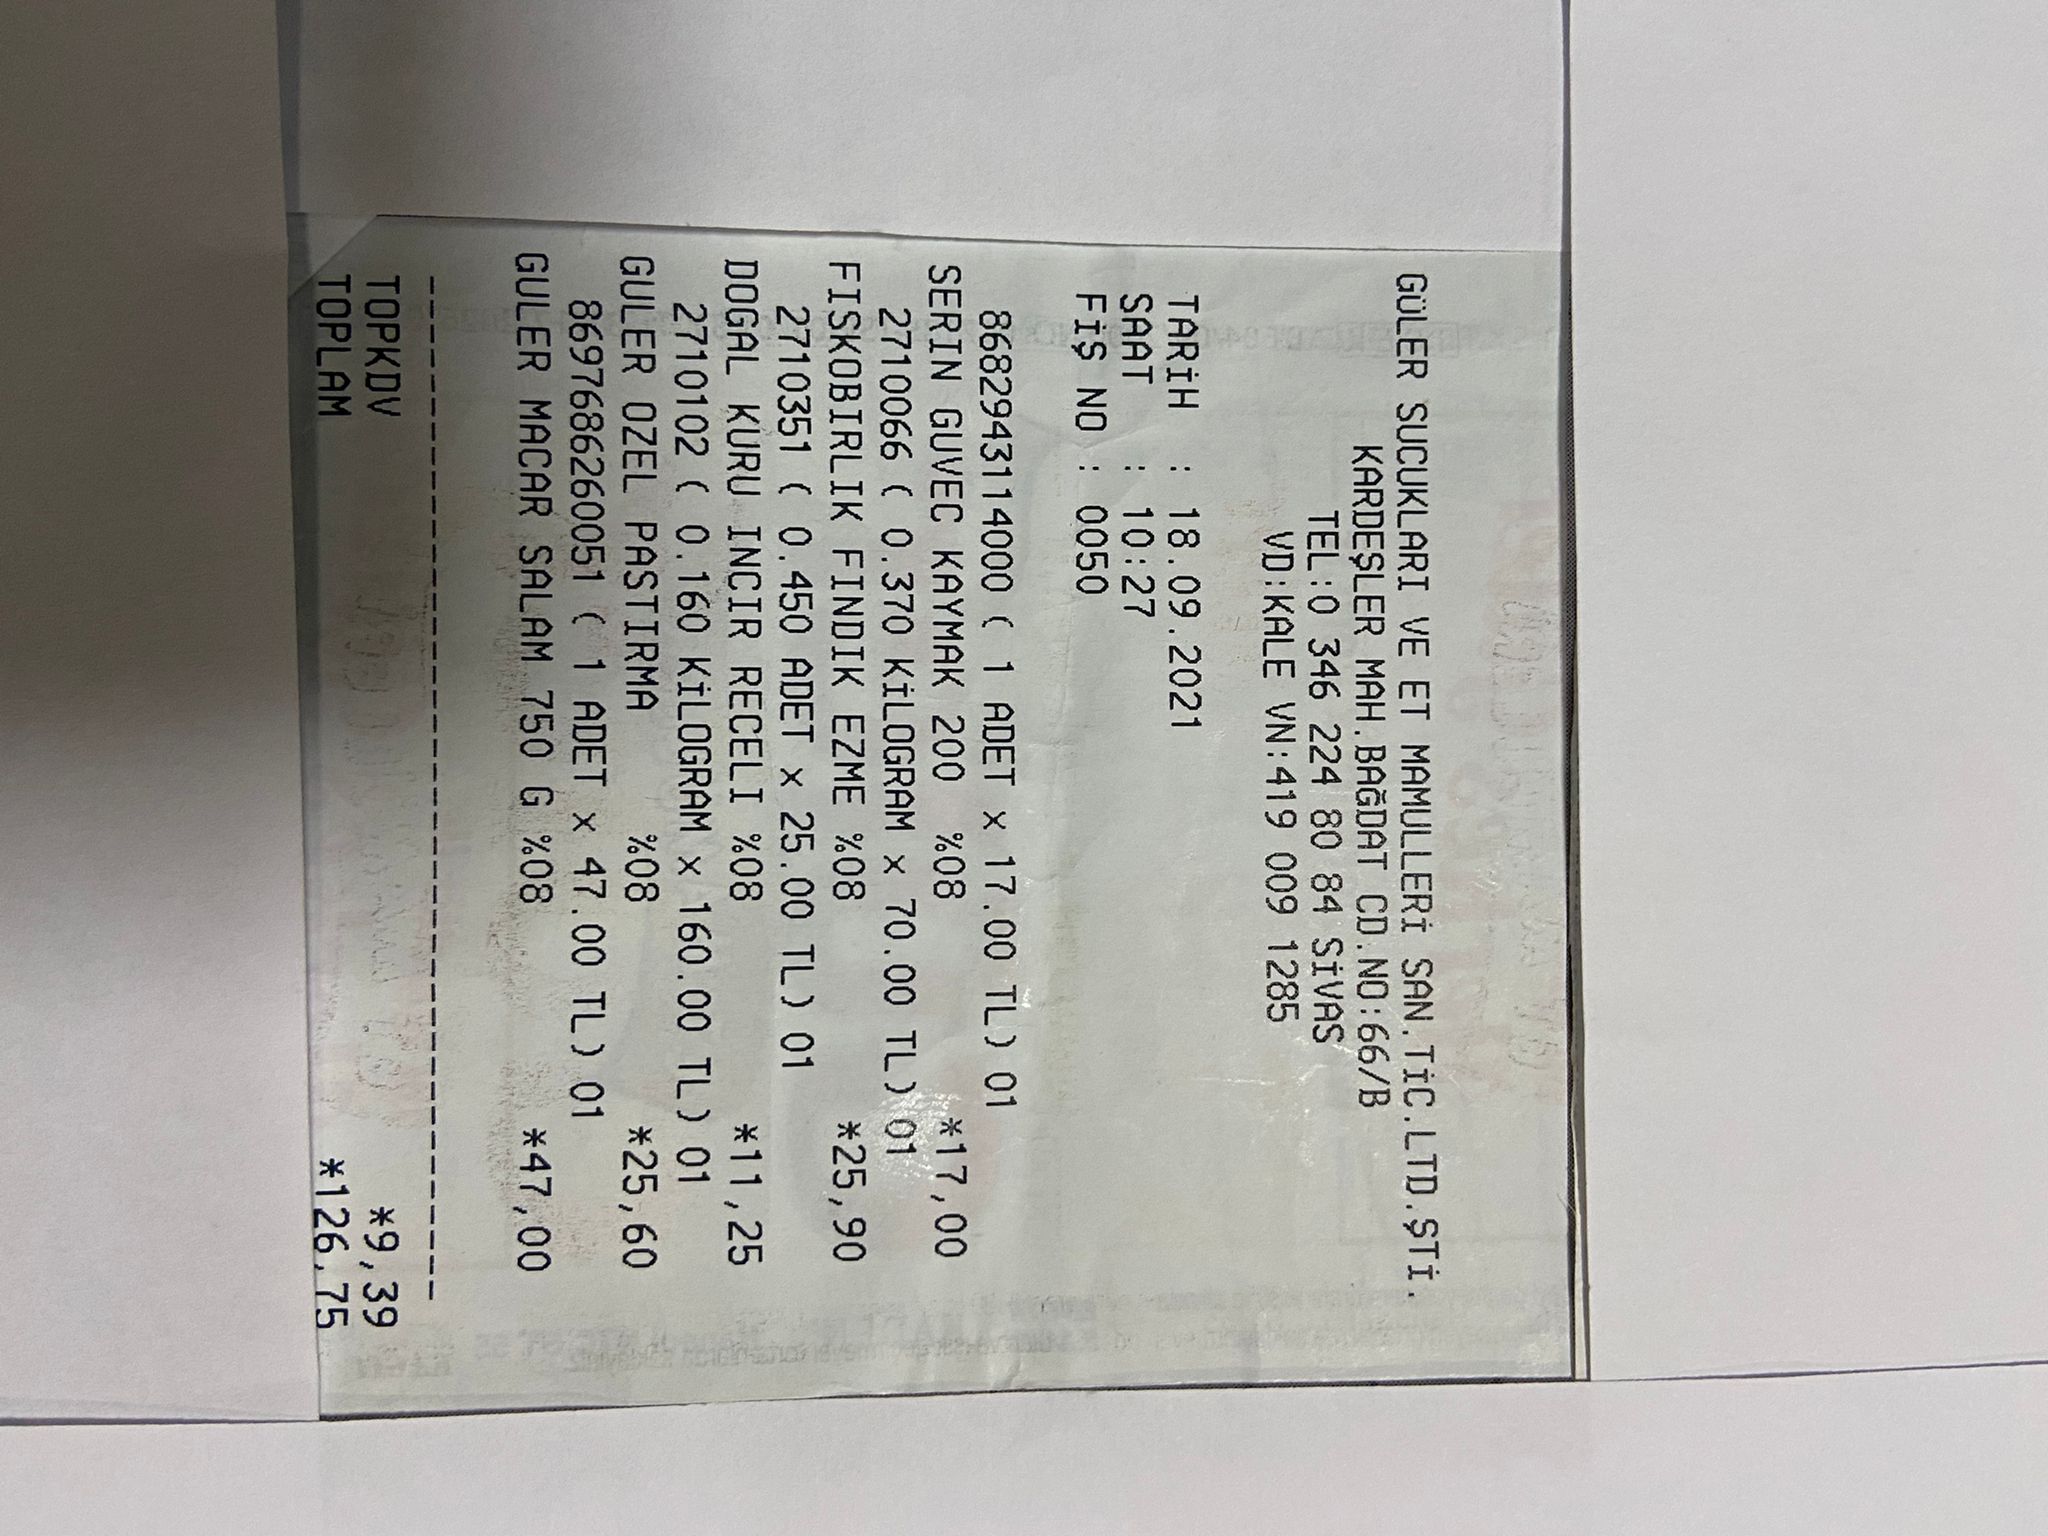 GÜLER SUCUKLARI VE ET MAMULLERİ SAN.TİC.LTD.ŞTİ.
KARDEŞLER MAH.BAĞDAT CD.NO:66/B
TEL:0 346 224 80 84 SİVAS
VD:KALE VN:419 009 1285
TARİH : 18.09.2021
SAAT : 10:27
FİŞ NO : 0050
8682943114000 ( 1 ADET x 17.00 TL) 01
SERIN GUVEC KAYMAK 200 %08 *17,00
2710066 ( 0.370 KİLOGRAM x 70.00 TL) 01
FISKOBIRLIK FINDIK EZME %08 *25,90
2710351 ( 0.450 ADET x 25.00 TL) 01
DOGAL KURU INCIR RECELI %08 *11,25
2710102 ( 0.160 KİLOGRAM x 160.00 TL) 01
GULER OZEL PASTIRMA %08 *25,60
8697686260051 ( 1 ADET x 47.00 TL) 01
GULER MACAR SALAM 750 G %08 *47,00
----------------------------------------
TOPKDV *9,39
TOPLAM *126,75